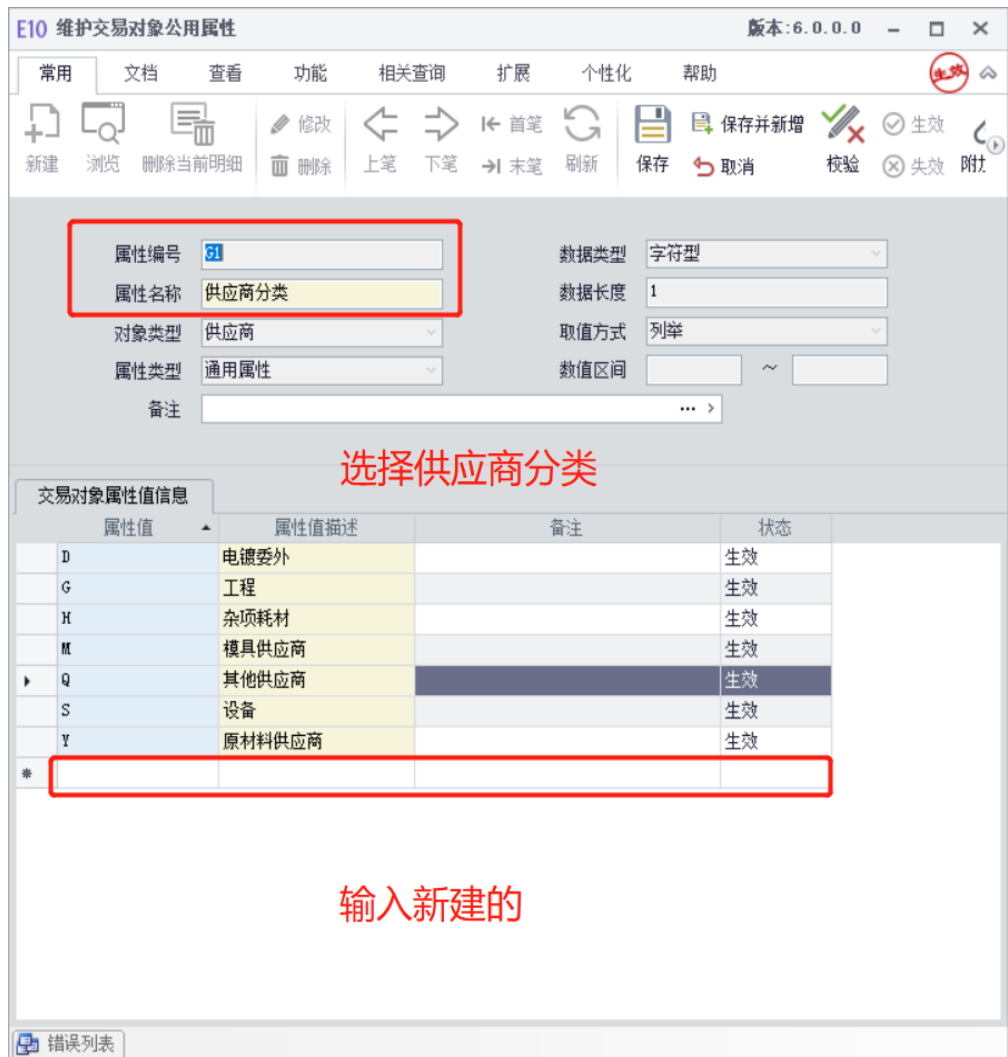 E10 维护交易对象公用属性 版本:6.0.0.0
常用 文档 查看 功能 相关查询 扩展 个性化 帮助 生效
新建 浏览 删除当前明细 修改 删除 上笔 下笔 首笔 末笔 刷新 保存 保存并新增 取消 校验 生效 失效
属性编号 G1 数据类型 字符型
属性名称 供应商分类 数据长度 1
对象类型 供应商 取值方式 列举
属性类型 通用属性 数值区间 ~
备注
选择供应商分类
交易对象属性值信息
属性值 属性值描述 备注 状态
D 电镀委外 生效
G 工程 生效
H 杂项耗材 生效
M 模具供应商 生效
Q 其他供应商 生效
S 设备 生效
Y 原材料供应商 生效
输入新建的
错误列表